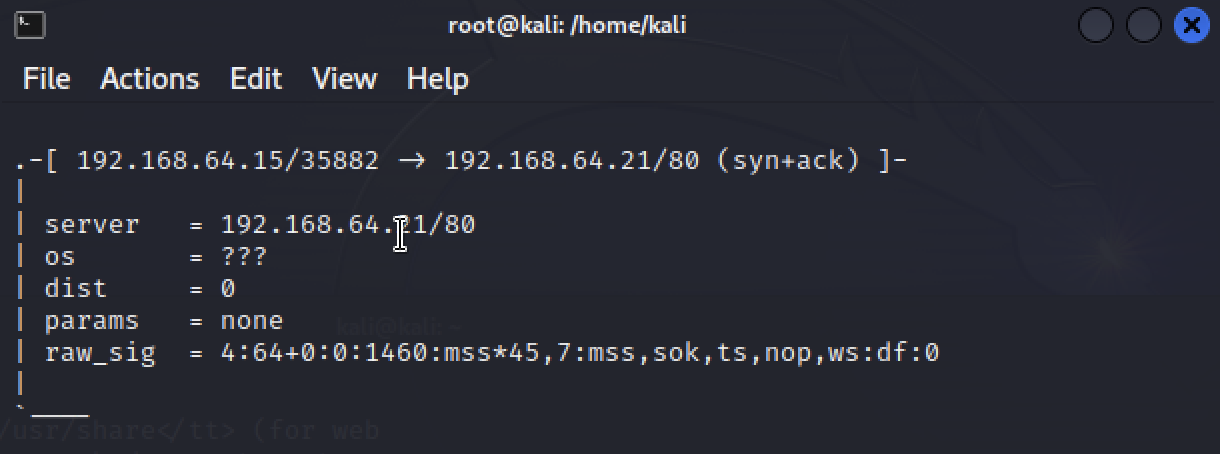 root@kali: /home/kali
File Actions Edit View Help
.-[ 192.168.64.15/35882 → 192.168.64.21/80 (syn+ack) ]-
|
| server   = 192.168.64.21/80
| os       = ???
| dist     = 0
| params   = none
| raw_sig  = 4:64+0:0:1460:mss*45,7:mss,sok,ts,nop,ws:df:0
|
`____
kali@kali: ~
/usr/share</tt> (for web